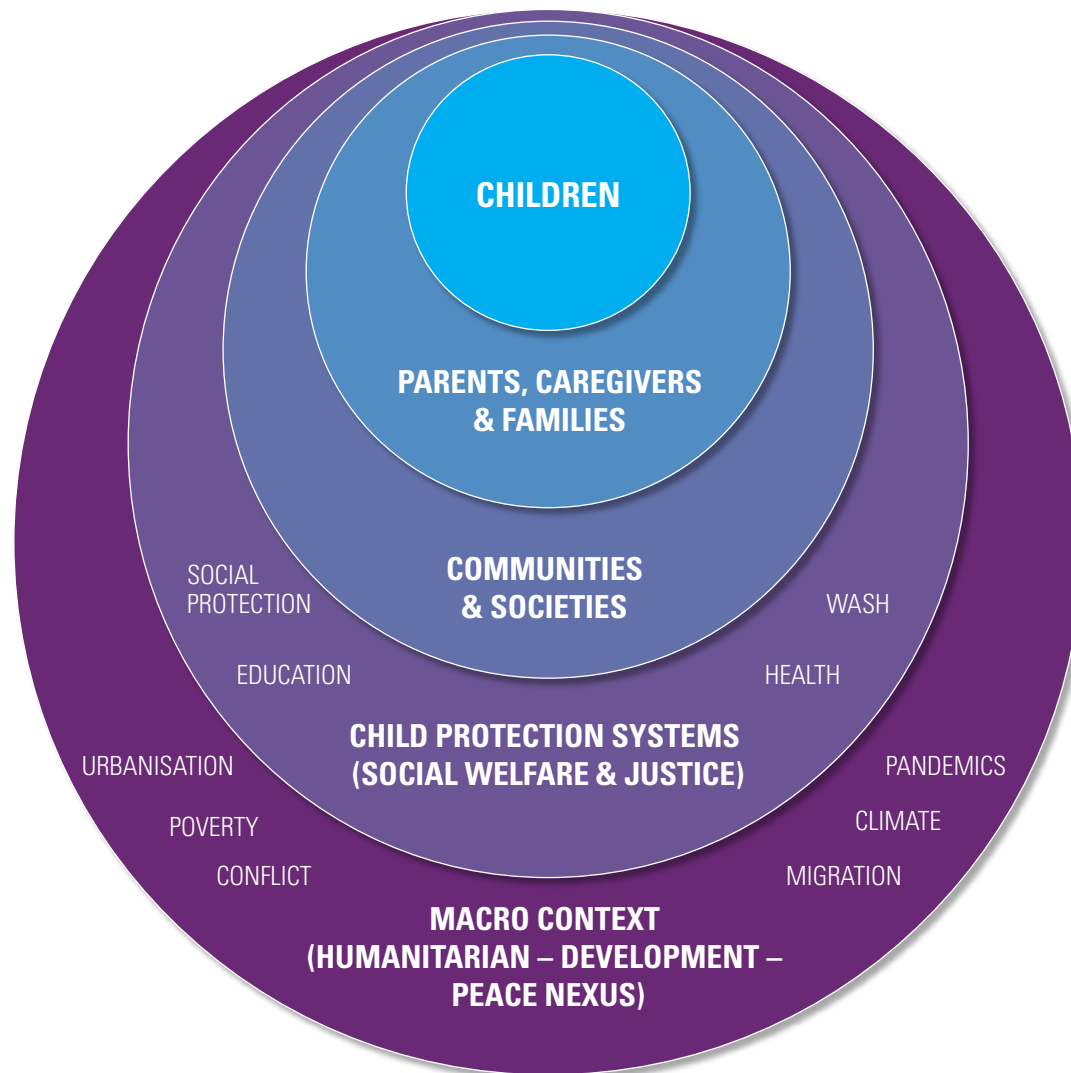 CHILDREN
PARENTS, CAREGIVERS
& FAMILIES
COMMUNITIES
& SOCIETIES
SOCIAL
PROTECTION
WASH
EDUCATION
HEALTH
CHILD PROTECTION SYSTEMS
(SOCIAL WELFARE & JUSTICE)
URBANISATION
PANDEMICS
POVERTY
CLIMATE
CONFLICT
MIGRATION
MACRO CONTEXT
(HUMANITARIAN – DEVELOPMENT –
PEACE NEXUS)